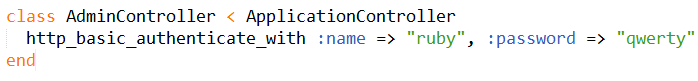 class AdminController < ApplicationController
  http_basic_authenticate_with :name => "ruby", :password => "qwerty"
end